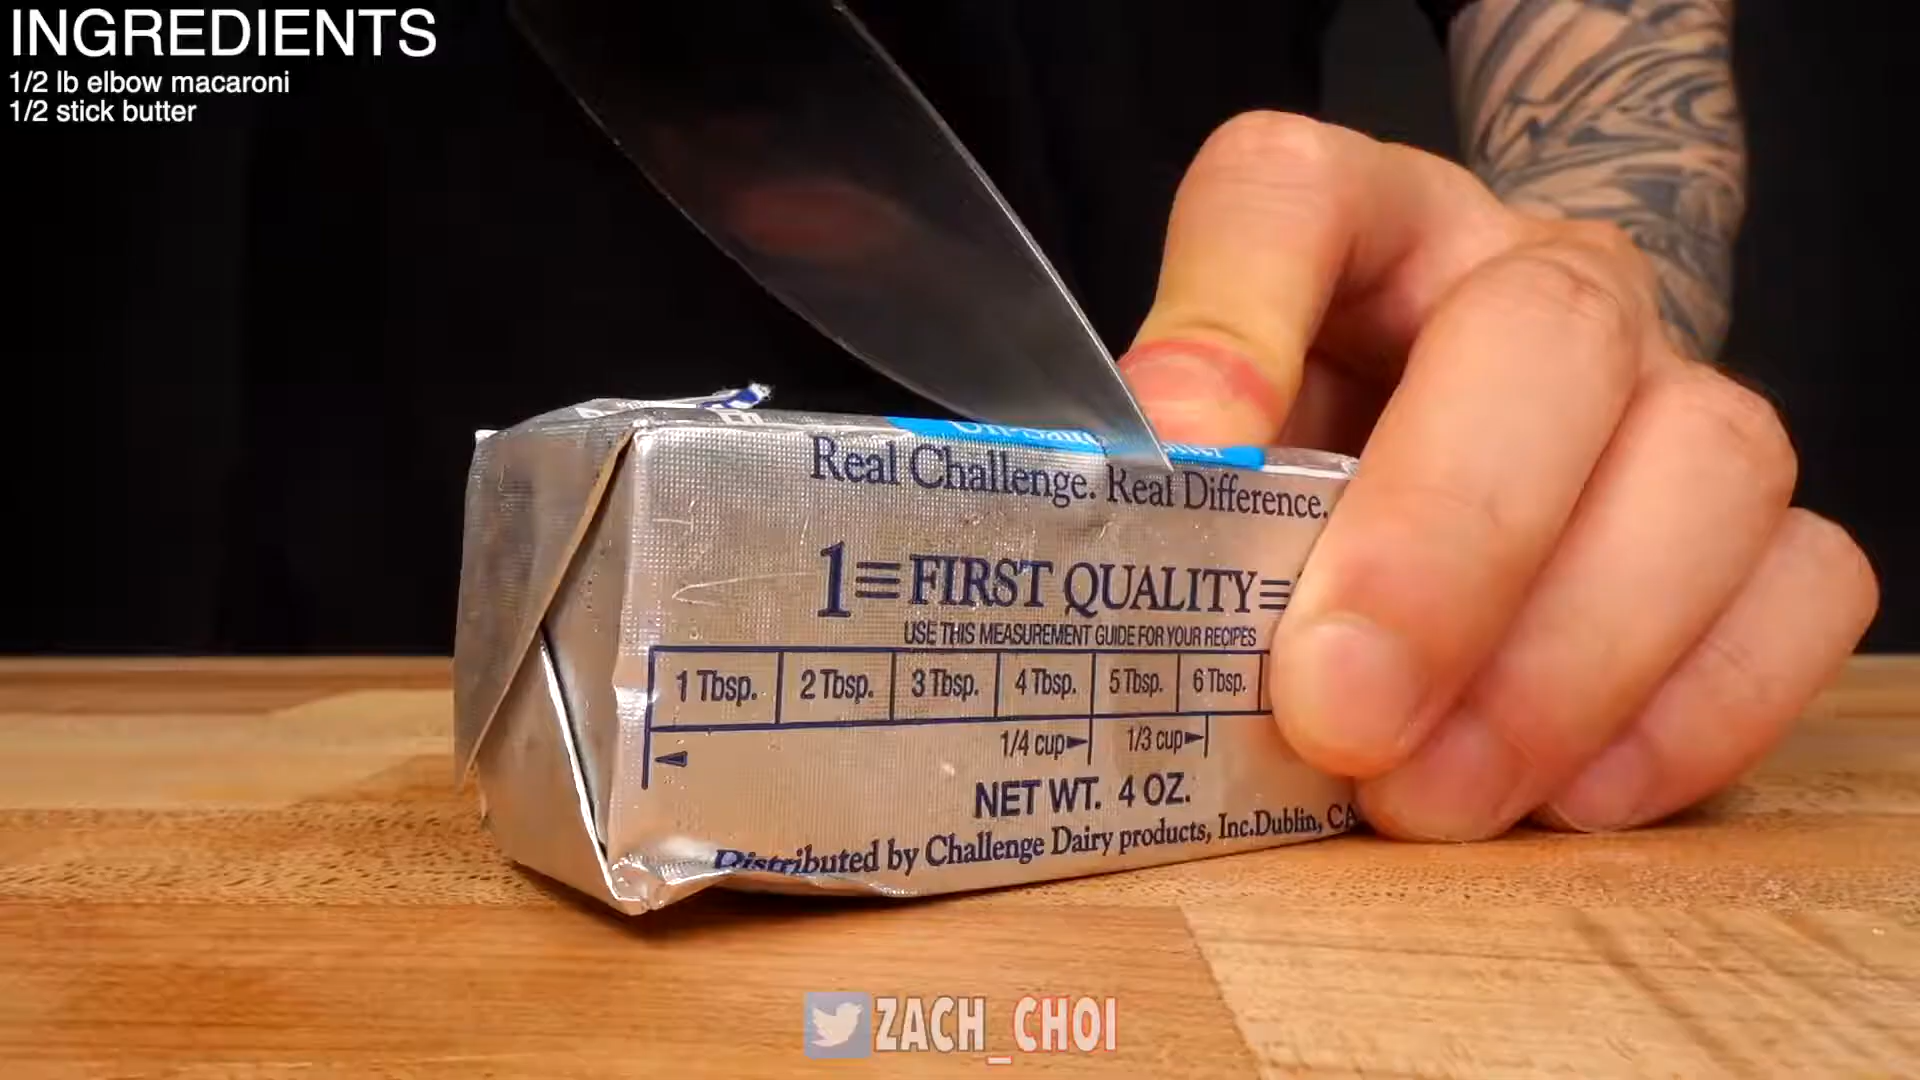 INGREDIENTS
1/2 lb elbow macaroni
1/2 stick butter
Real Challenge. Real Difference.
1 FIRST QUALITY
USE THIS MEASUREMENT GUIDE FOR YOUR RECIPES
1 Tbsp. 2 Tbsp. 3 Tbsp. 4 Tbsp. 5 Tbsp. 6 Tbsp.
1/4 cup 1/3 cup
NET WT. 4 OZ.
Distributed by Challenge Dairy products, Inc.Dublin, CA
ZACH_CHOI